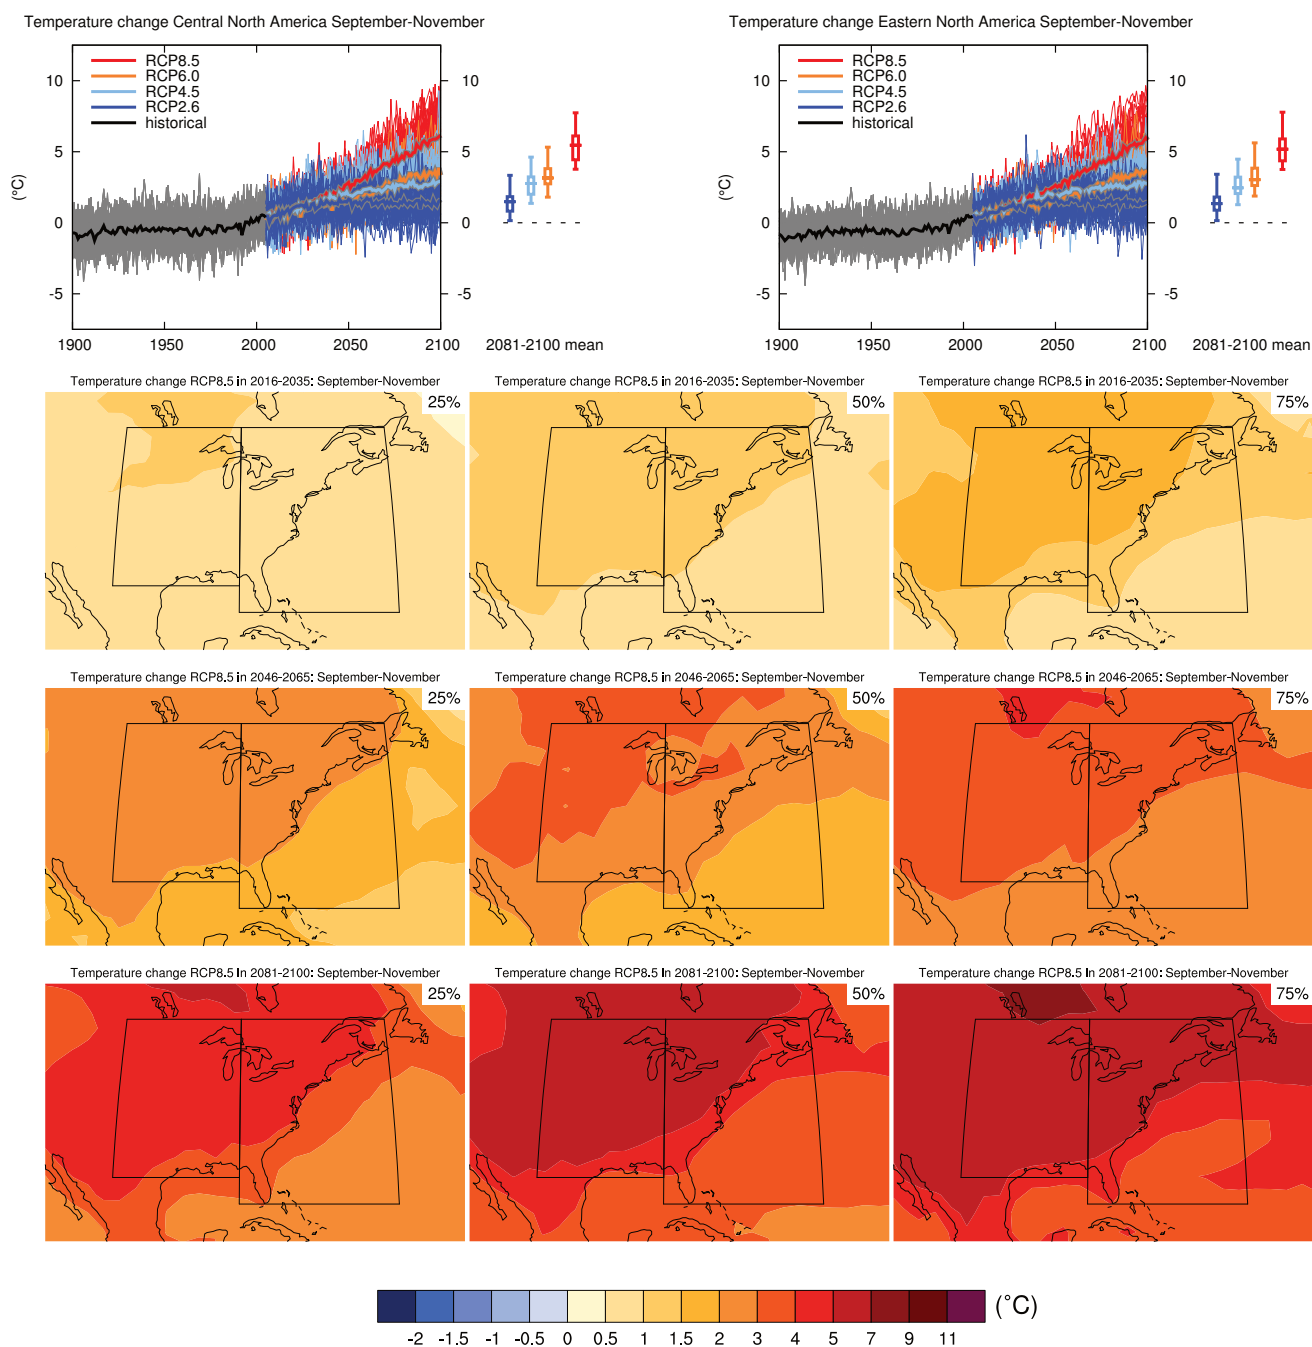 Temperature change Central North America September-November
Temperature change Eastern North America September-November
RCP8.5
RCP6.0
RCP4.5
RCP2.6
historical
(°C)
10
5
0
-5
10
5
0
-5
1900 1950 2000 2050 2100
2081-2100 mean
RCP8.5
RCP6.0
RCP4.5
RCP2.6
historical
(°C)
10
5
0
-5
10
5
0
-5
1900 1950 2000 2050 2100
2081-2100 mean
Temperature change RCP8.5 in 2016-2035: September-November
25%
Temperature change RCP8.5 in 2016-2035: September-November
50%
Temperature change RCP8.5 in 2016-2035: September-November
75%
Temperature change RCP8.5 in 2046-2065: September-November
25%
Temperature change RCP8.5 in 2046-2065: September-November
50%
Temperature change RCP8.5 in 2046-2065: September-November
75%
Temperature change RCP8.5 in 2081-2100: September-November
25%
Temperature change RCP8.5 in 2081-2100: September-November
50%
Temperature change RCP8.5 in 2081-2100: September-November
75%
(°C)
-2 -1.5 -1 -0.5 0 0.5 1 1.5 2 3 4 5 7 9 11